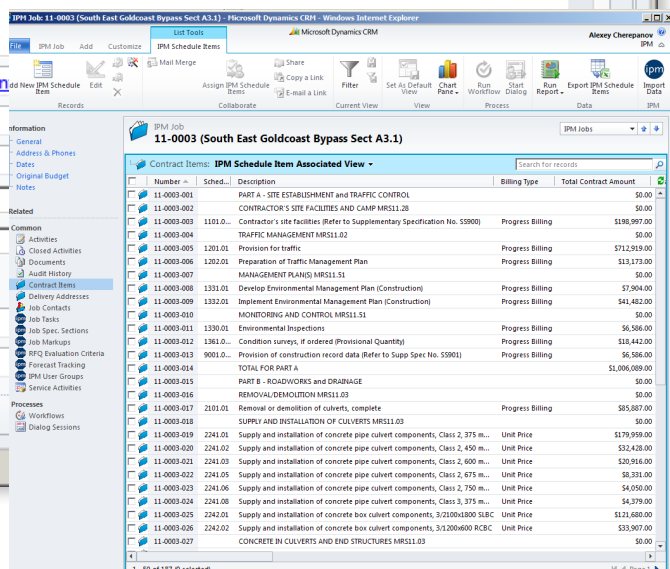 IPM Job: 11-0003 (South East Goldcoast Bypass Sect A3.1) - Microsoft Dynamics CRM - Windows Internet Explorer
File IPM Job Add Customize List Tools IPM Schedule Items Microsoft Dynamics CRM Alexey Cherepanov IPM
Add New IPM Schedule Item Edit Mail Merge Assign IPM Schedule Items Share Copy a Link E-mail a Link Filter Set As Default View Chart Pane Run Workflow Start Dialog Run Report Export IPM Schedule Items ipm Import Data
Records Collaborate Current View View Process Data IPM
Information
General
Address & Phones
Dates
Original Budget
Notes
Related
Common
Activities
Closed Activities
Documents
Audit History
Contract Items
Delivery Addresses
Job Contacts
Job Tasks
Job Spec. Sections
Job Markups
RFQ Evaluation Criteria
Forecast Tracking
IPM User Groups
Service Activities
Processes
Workflows
Dialog Sessions
IPM Job
11-0003 (South East Goldcoast Bypass Sect A3.1)
IPM Jobs
Contract Items: IPM Schedule Item Associated View
Search for records
Number Sched... Description Billing Type Total Contract Amount
11-0003-001 PART A - SITE ESTABLISHMENT and TRAFFIC CONTROL $0.00
11-0003-002 CONTRACTOR'S SITE FACILITIES AND CAMP MRS11.28 $0.00
11-0003-003 1101.0... Contractor's site facilities (Refer to Supplementary Specification No. SS900) Progress Billing $198,997.00
11-0003-004 TRAFFIC MANAGEMENT MRS11.02 $0.00
11-0003-005 1201.01 Provision for traffic Progress Billing $712,919.00
11-0003-006 1202.01 Preparation of Traffic Management Plan Progress Billing $13,173.00
11-0003-007 MANAGEMENT PLAN(S) MRS11.51 $0.00
11-0003-008 1331.01 Develop Environmental Management Plan (Construction) Progress Billing $7,904.00
11-0003-009 1332.01 Implement Environmental Management Plan (Construction) Progress Billing $41,482.00
11-0003-010 MONITORING AND CONTROL MRS11.51 $0.00
11-0003-011 1330.01 Environmental Inspections Progress Billing $6,586.00
11-0003-012 1361.0... Condition surveys, if ordered (Provisional Quantity) Progress Billing $18,442.00
11-0003-013 9001.0... Provision of construction record data (Refer to Supp Spec No. SS901) Progress Billing $6,586.00
11-0003-014 TOTAL FOR PART A $1,006,089.00
11-0003-015 PART B - ROADWORKS and DRAINAGE $0.00
11-0003-016 REMOVAL/DEMOLITION MRS11.03 $0.00
11-0003-017 2101.01 Removal or demolition of culverts, complete Progress Billing $85,887.00
11-0003-018 SUPPLY AND INSTALLATION OF CULVERTS MRS11.03 $0.00
11-0003-019 2241.01 Supply and installation of concrete pipe culvert components, Class 2, 375 m... Unit Price $179,959.00
11-0003-020 2241.02 Supply and installation of concrete pipe culvert components, Class 2, 450 m... Unit Price $32,428.00
11-0003-021 2241.03 Supply and installation of concrete pipe culvert components, Class 2, 600 m... Unit Price $20,916.00
11-0003-022 2241.05 Supply and installation of concrete pipe culvert components, Class 2, 675 m... Unit Price $8,331.00
11-0003-023 2241.06 Supply and installation of concrete pipe culvert components, Class 2, 750 m... Unit Price $4,050.00
11-0003-024 2241.08 Supply and installation of concrete pipe culvert components, Class 3, 375 m... Unit Price $4,379.00
11-0003-025 2242.01 Supply and installation of concrete box culvert components, 3/2100x1800 SLBC Unit Price $121,680.00
11-0003-026 2242.02 Supply and installation of concrete box culvert components, 3/1200x600 RCBC Unit Price $33,907.00
11-0003-027 CONCRETE IN CULVERTS AND END STRUCTURES MRS11.03 $0.00
1 - 50 of 187 (0 selected) Page 1